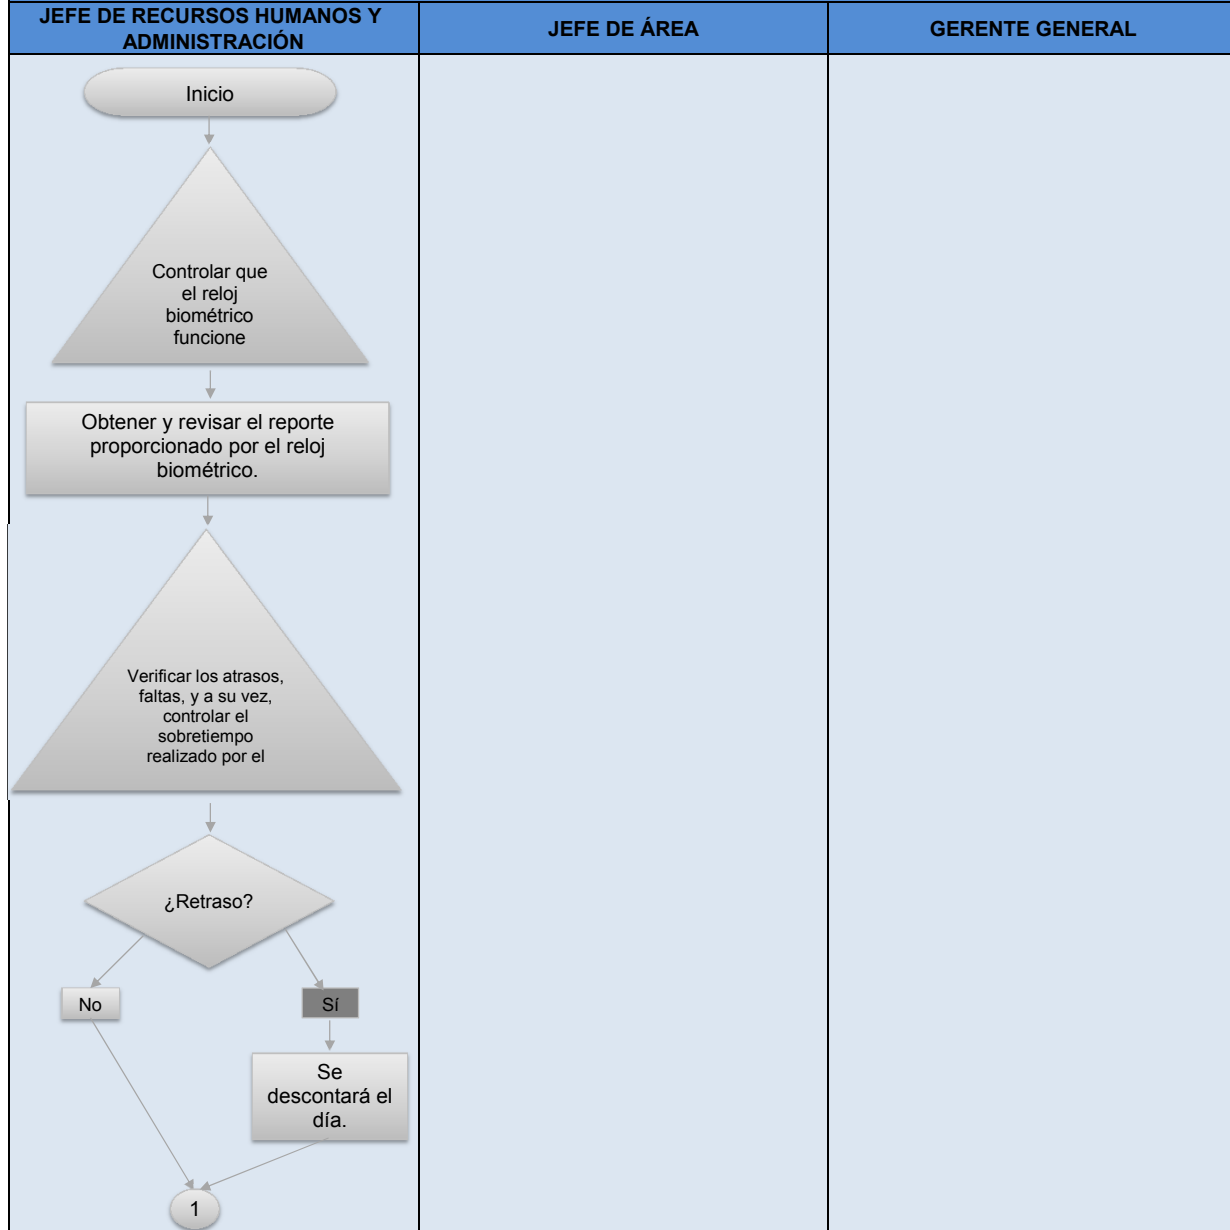 JEFE DE RECURSOS HUMANOS Y
ADMINISTRACIÓN
JEFE DE ÁREA
GERENTE GENERAL
Inicio
Controlar que
el reloj
biométrico
funcione
Obtener y revisar el reporte
proporcionado por el reloj
biométrico.
Verificar los atrasos,
faltas, y a su vez,
controlar el
sobretiempo
realizado por el
¿Retraso?
No
Sí
Se
descontará el
día.
1